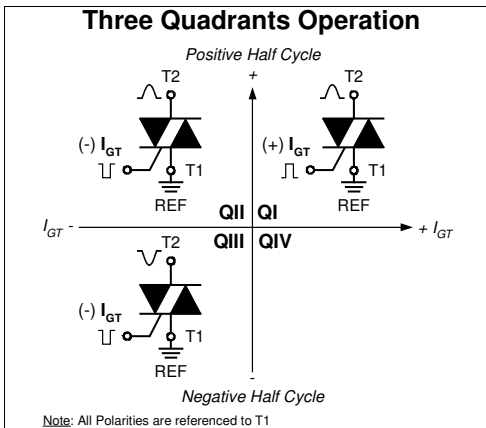 Three Quadrants Operation
Positive Half Cycle
+
T2
T2
(-) IGT
T1
REF
(+) IGT
T1
REF
QII QI
IGT -
+ IGT
QIII QIV
T2
(-) IGT
T1
REF
-
Negative Half Cycle
Note: All Polarities are referenced to T1